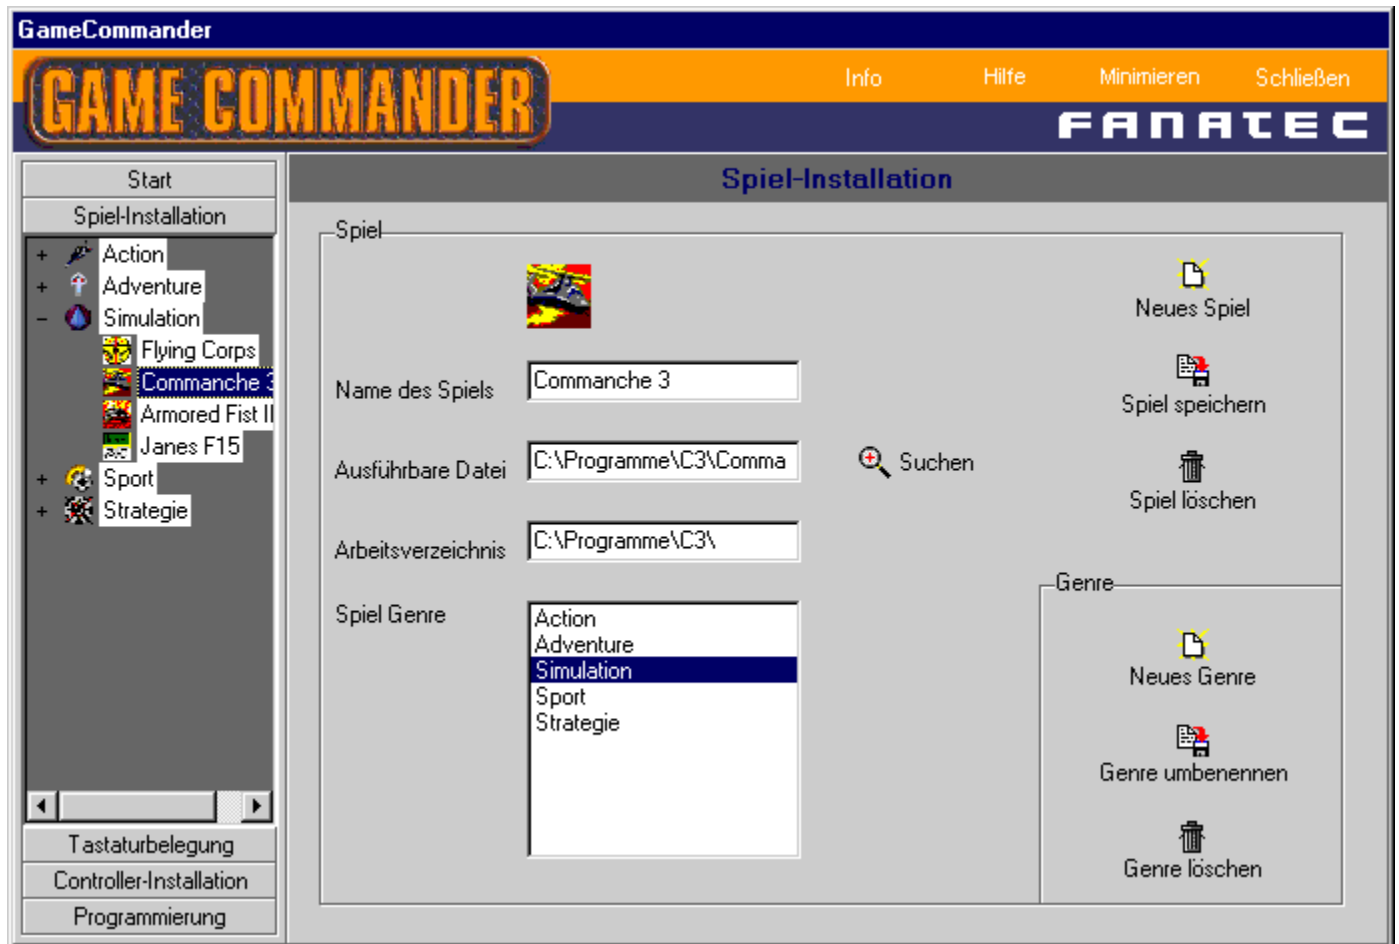 GameCommander
GAME COMMANDER
Info Hilfe Minimieren Schließen
FANATEC
Start
Spiel-Installation
+ Action
+ Adventure
- Simulation
Flying Corps
Commanche 3
Armored Fist II
Janes F15
+ Sport
+ Strategie
Tastaturbelegung
Controller-Installation
Programmierung
Spiel-Installation
Spiel
Name des Spiels Commanche 3
Ausführbare Datei C:\Programme\C3\Comma Suchen
Arbeitsverzeichnis C:\Programme\C3\
Spiel Genre
Action
Adventure
Simulation
Sport
Strategie
Neues Spiel
Spiel speichern
Spiel löschen
Genre
Neues Genre
Genre umbenennen
Genre löschen